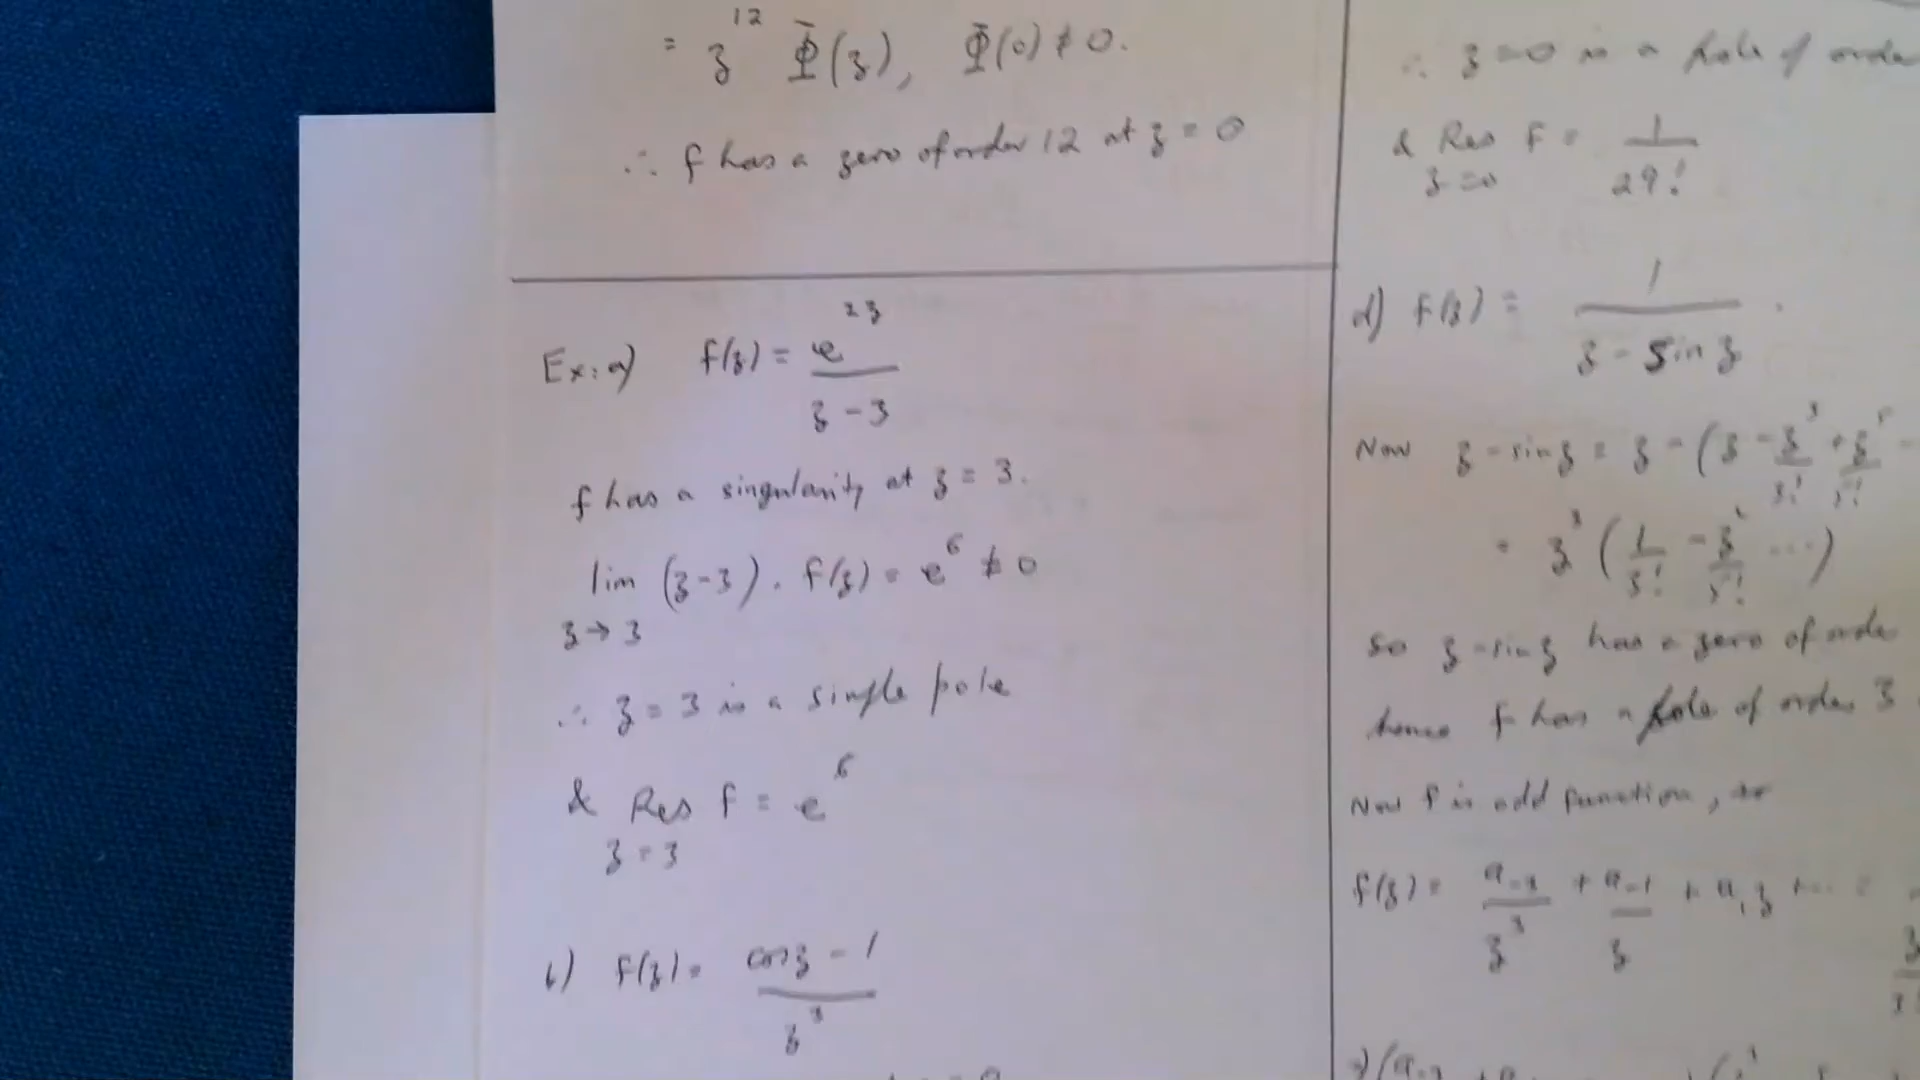 = z^12 Φ(z), Φ(0) ≠ 0.
∴ f has a zero of order 12 at z = 0
Ex: a) f(z) = e^2z / z - 3
f has a singularity at z = 3.
lim (z-3) . f(z) = e^6 ≠ 0
z → 3
∴ z = 3 is a simple pole
& Res f = e^6
z = 3
b) f(z) = cos z - 1 / z^3
∴ z = 0 is a pole of order
& Res f = 1 / 29!
z = 0
d) f(z) = 1 / z - sin z .
Now z - sin z = z - (z - z^3/3! + z^5/5! -
= z^3 (1/3! - z^2/5! ...)
so z - sin z has a zero of order
hence f has a pole of order 3
Now f is odd function, so
f(z) = a_-3 / z^3 + a_-1 / z + a_1 z + ... =